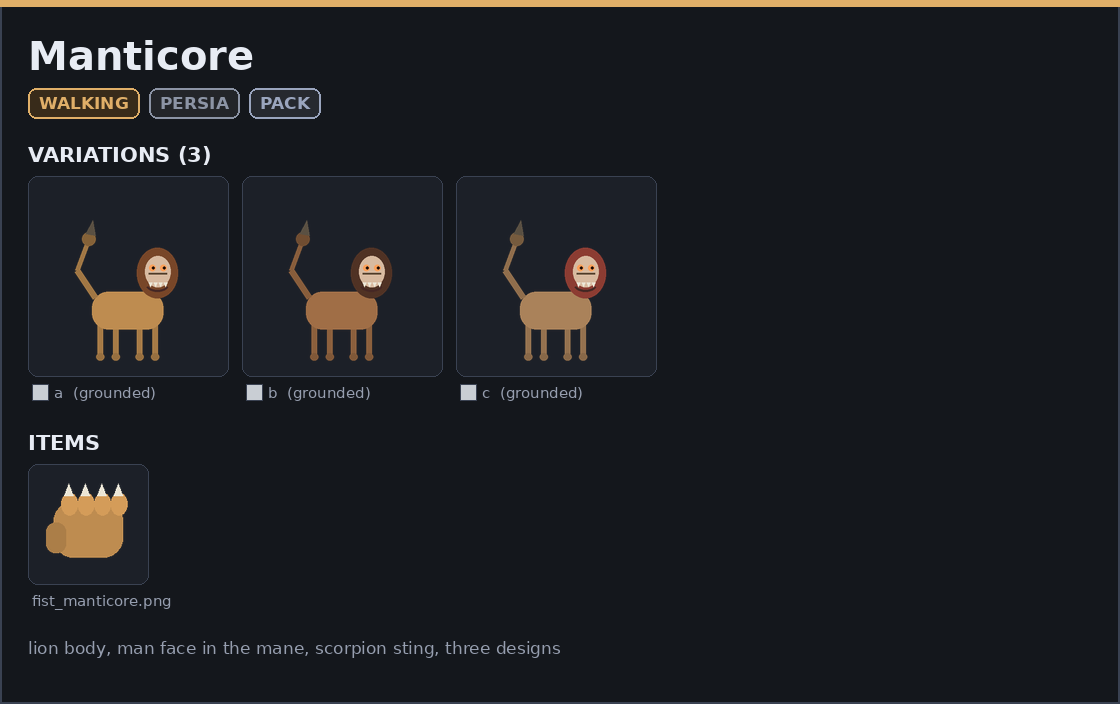 Manticore
WALKING PERSIA PACK
VARIATIONS (3)
a (grounded) b (grounded) c (grounded)
ITEMS
fist_manticore.png
lion body, man face in the mane, scorpion sting, three designs